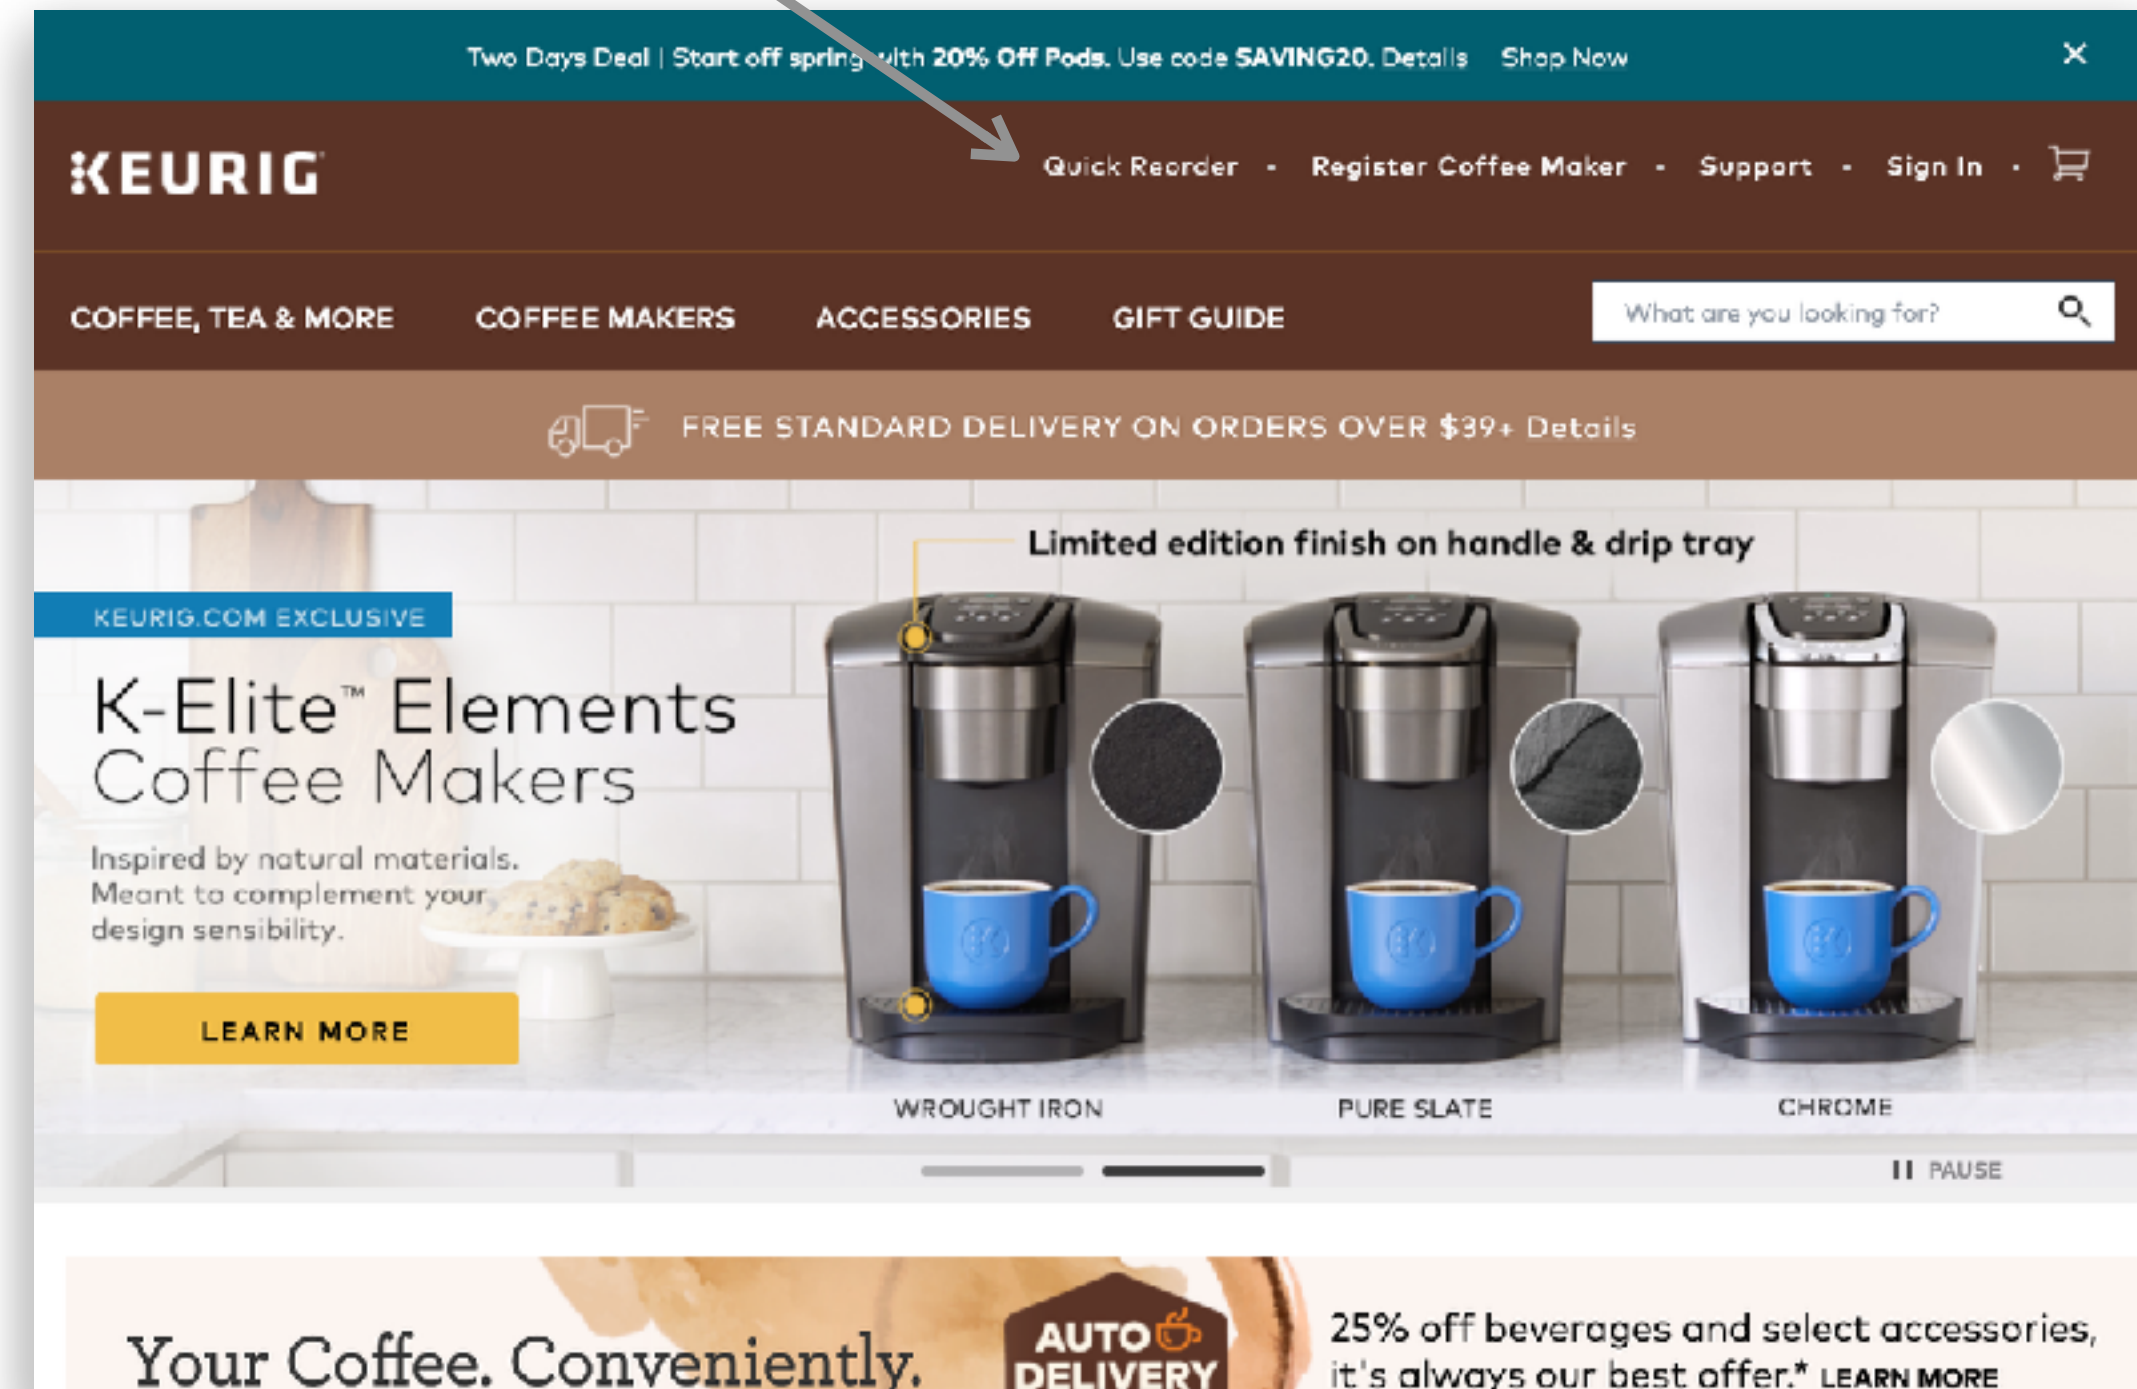 Two Days Deal | Start off spring with 20% Off Pods. Use code SAVING20. Details Shop Now
KEURIG
Quick Reorder - Register Coffee Maker - Support - Sign In
COFFEE, TEA & MORE COFFEE MAKERS ACCESSORIES GIFT GUIDE What are you looking for?
FREE STANDARD DELIVERY ON ORDERS OVER $39+ Details
Limited edition finish on handle & drip tray
KEURIG.COM EXCLUSIVE
K-Elite™ Elements
Coffee Makers
Inspired by natural materials.
Meant to complement your
design sensibility.
LEARN MORE
WROUGHT IRON PURE SLATE CHROME
PAUSE
Your Coffee. Conveniently.
AUTO
DELIVERY
25% off beverages and select accessories,
it's always our best offer.* LEARN MORE